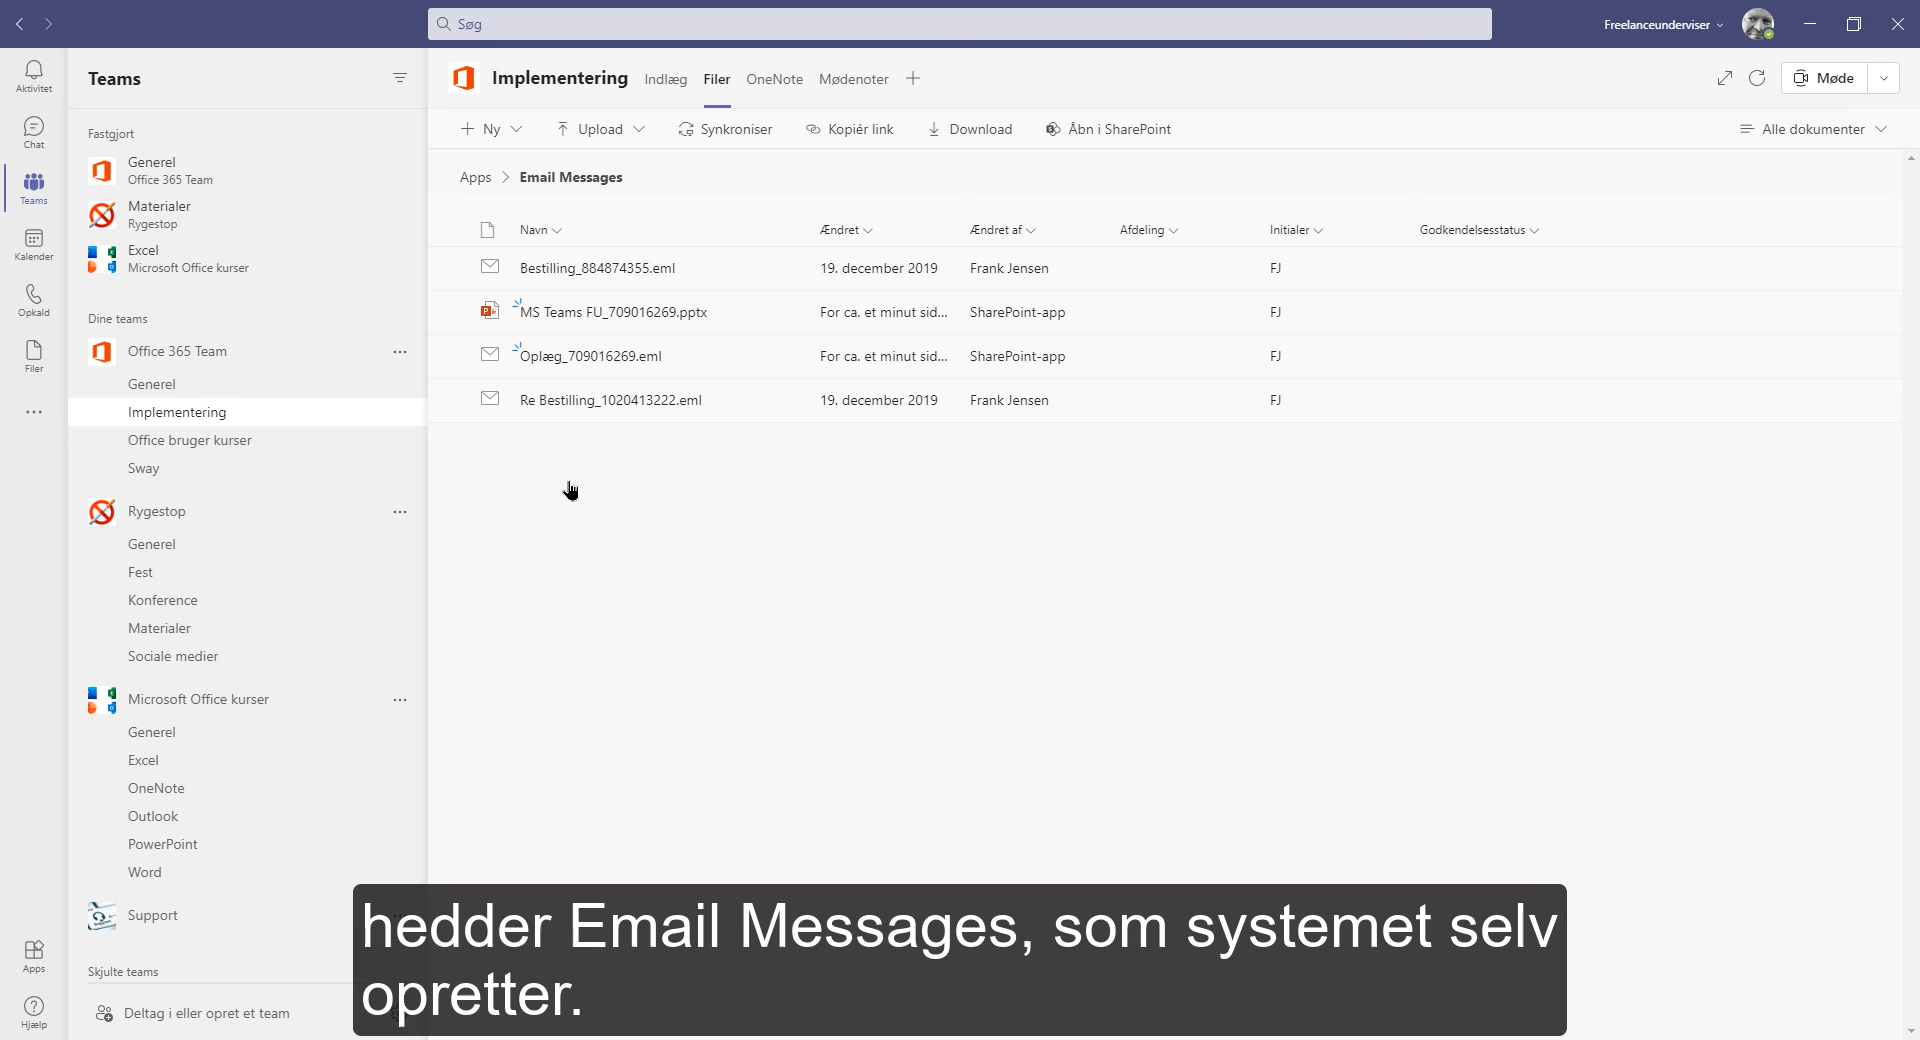 Søg
Freelanceunderviser
Aktivitet
Chat
Teams
Kalender
Opkald
Filer
Apps
Hjælp
Teams
Fastgjort
Generel
Office 365 Team
Materialer
Rygestop
Excel
Microsoft Office kurser
Dine teams
Office 365 Team
Generel
Implementering
Office bruger kurser
Sway
Rygestop
Generel
Fest
Konference
Materialer
Sociale medier
Microsoft Office kurser
Generel
Excel
OneNote
Outlook
PowerPoint
Word
Support
Skjulte teams
Deltag i eller opret et team
Implementering Indlæg Filer OneNote Mødenoter
Møde
Ny Upload Synkroniser Kopiér link Download Åbn i SharePoint Alle dokumenter
Apps > Email Messages
Navn Ændret Ændret af Afdeling Initialer Godkendelsesstatus
Bestilling_884874355.eml 19. december 2019 Frank Jensen FJ
MS Teams FU_709016269.pptx For ca. et minut sid... SharePoint-app FJ
Oplæg_709016269.eml For ca. et minut sid... SharePoint-app FJ
Re Bestilling_1020413222.eml 19. december 2019 Frank Jensen FJ
hedder Email Messages, som systemet selv
opretter.